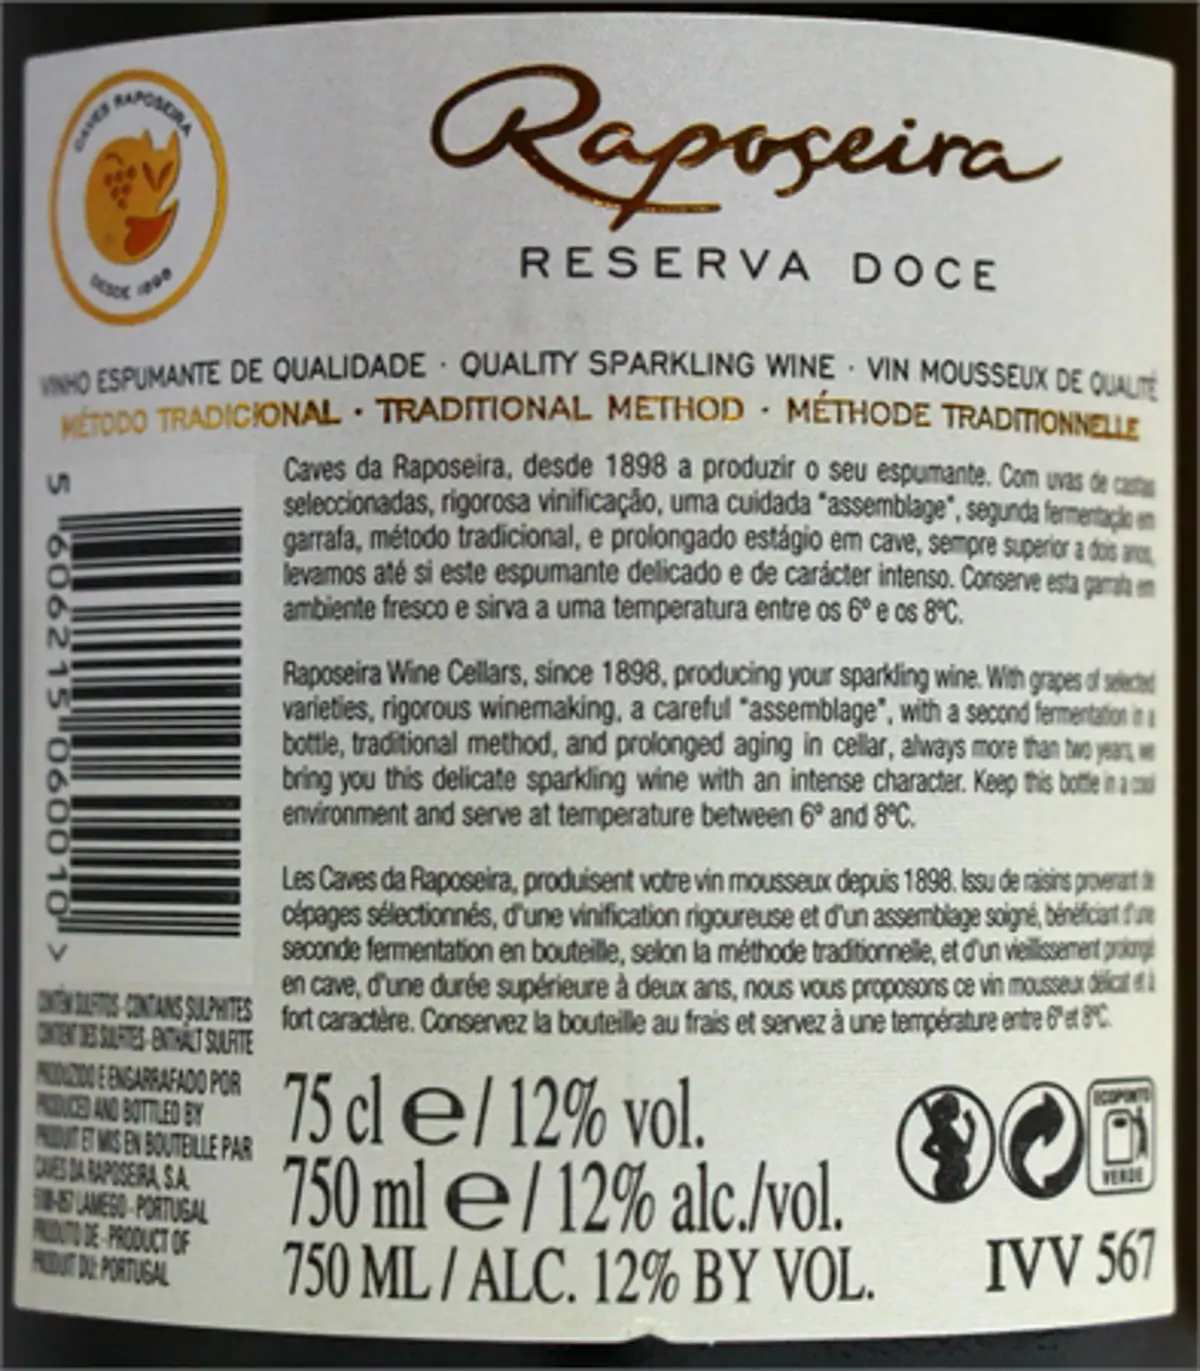 CAVES RAPOSEIRA
DESDE 1898
Raposeira
RESERVA DOCE
VINHO ESPUMANTE DE QUALIDADE · QUALITY SPARKLING WINE · VIN MOUSSEUX DE QUALITÉ
MÉTODO TRADICIONAL · TRADITIONAL METHOD · MÉTHODE TRADITIONNELLE
Caves da Raposeira, desde 1898 a produzir o seu espumante. Com uvas de castas
seleccionadas, rigorosa vinificação, uma cuidada "assemblage", segunda fermentação em
garrafa, método tradicional, e prolongado estágio em cave, sempre superior a dois anos,
levamos até si este espumante delicado e de carácter intenso. Conserve esta garrafa em
ambiente fresco e sirva a uma temperatura entre os 6º e os 8ºC.
Raposeira Wine Cellars, since 1898, producing your sparkling wine. With grapes of selected
varieties, rigorous winemaking, a careful "assemblage", with a second fermentation in a
bottle, traditional method, and prolonged aging in cellar, always more than two years, we
bring you this delicate sparkling wine with an intense character. Keep this bottle in a cool
environment and serve at temperature between 6º and 8ºC.
Les Caves da Raposeira, produisent votre vin mousseux depuis 1898. Issu de raisins provenant de
cépages sélectionnés, d'une vinification rigoureuse et d'un assemblage soigné, bénéficiant d'une
seconde fermentation en bouteille, selon la méthode traditionnelle, et d'un vieillissement prolongé
en cave, d'une durée supérieure à deux ans, nous vous proposons ce vin mousseux délicat et à
fort caractère. Conservez la bouteille au frais et servez à une température entre 6º et 8ºC.
5 606215 060010 >
CONTÉM SULFITOS - CONTAINS SULPHITES
CONTIENT DES SULFITES - ENTHÄLT SULFITE
PRODUZIDO E ENGARRAFADO POR
PRODUCED AND BOTTLED BY
PRODUIT ET MIS EN BOUTEILLE PAR
CAVES DA RAPOSEIRA, S.A.
LAMEGO - PORTUGAL
PRODUTO DE - PRODUCT OF
PRODUIT DU: PORTUGAL
75 cl e / 12% vol.
750 ml e / 12% alc./vol.
750 ML / ALC. 12% BY VOL.
ECOPONTO
VERDE
IVV 567